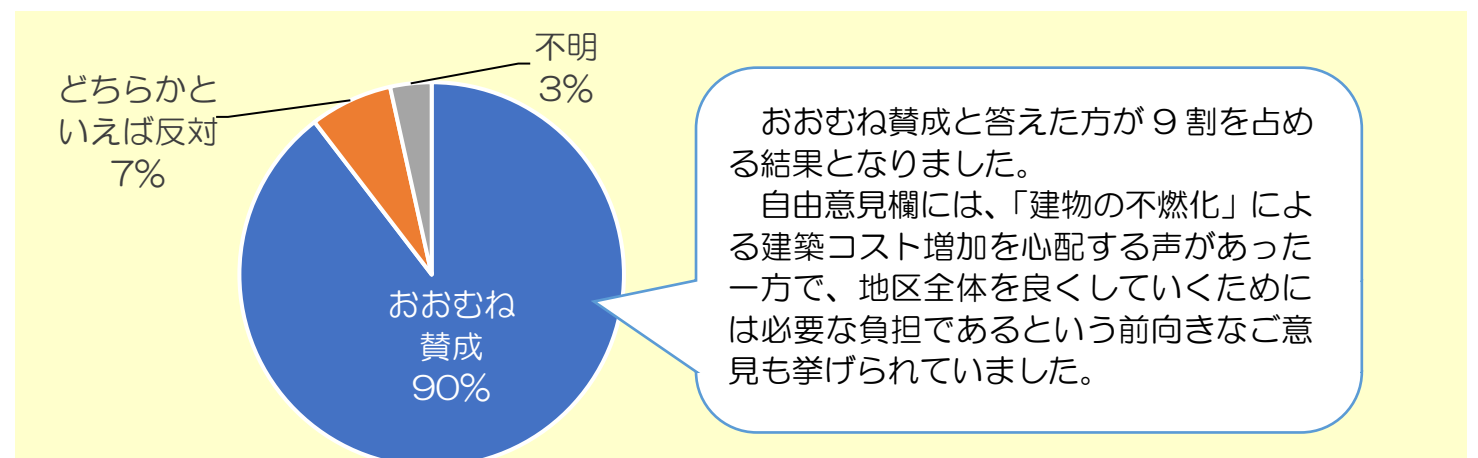 不明
3%
どちらかと
いえば反対
7%
おおむね
賛成
90%
おおむね賛成と答えた方が 9 割を占め
る結果となりました。
自由意見欄には、「建物の不燃化」によ
る建築コスト増加を心配する声があった
一方で、地区全体を良くしていくために
は必要な負担であるという前向きなご意
見も挙げられていました。